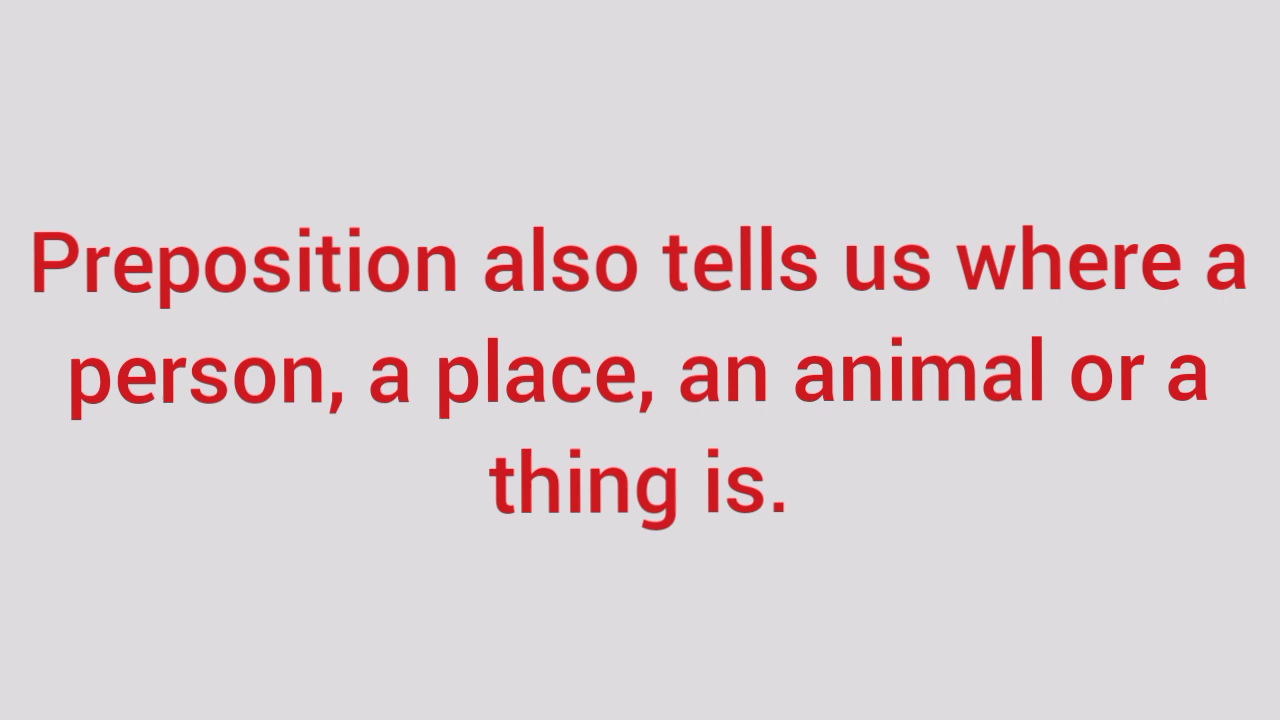 Preposition also tells us where a
person, a place, an animal or a
thing is.